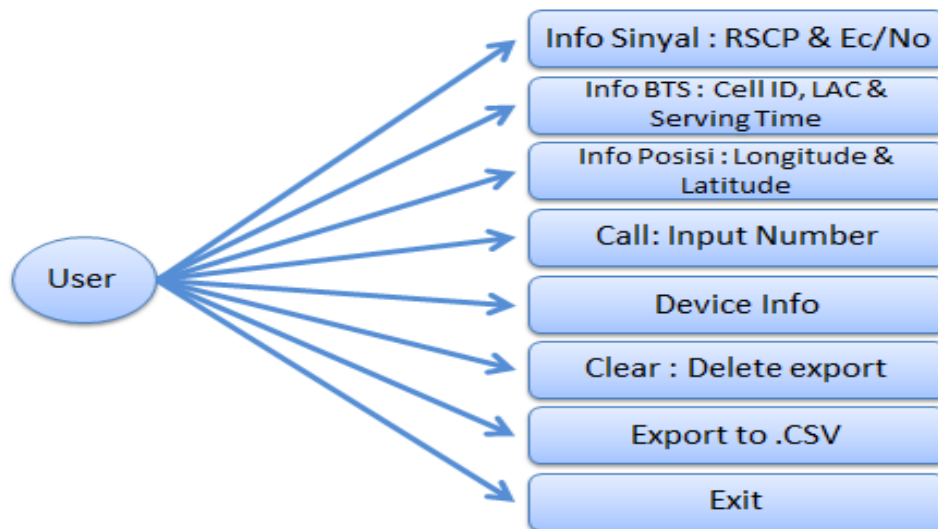 Info Sinyal : RSCP & Ec/No
Info BTS : Cell ID, LAC &
Serving Time
Info Posisi : Longitude &
Latitude
Call: Input Number
User
Device Info
Clear : Delete export
Export to .CSV
Exit